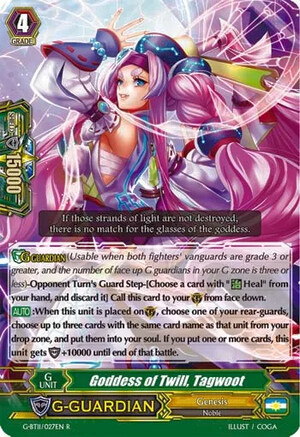 4
GRADE
15000
If those strands of light are not destroyed,
there is no match for the glasses of the goddess.
G GUARDIAN (Usable when both fighters' vanguards are grade 3 or
greater, and the number of face up G guardians in your G zone is three or
less)-Opponent Turn's Guard Step-[Choose a card with "Heal" from
your hand, and discard it] Call this card to your from face down.
AUTO :When this unit is placed on , choose one of your rear-guards,
choose up to three cards with the same card name as that unit from your
drop zone, and put them into your soul. If you put one or more cards, this
unit gets +10000 until end of that battle.
G
UNIT
Goddess of Twill, Tagwoot
G-GUARDIAN
Genesis
Noble
G-BT11/027EN R
ILLUST / COGA